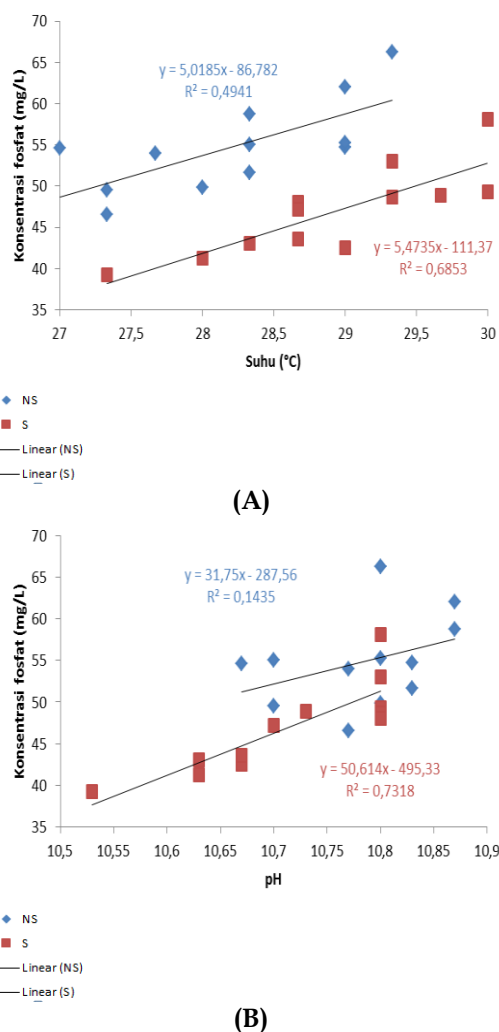 70
65
60
55
50
45
40
35
Konsentrasi fosfat (mg/L)
y = 5,0185x - 86,782
R² = 0,4941
y = 5,4735x - 111,37
R² = 0,6853
27 27,5 28 28,5 29 29,5 30
Suhu (°C)
NS
S
Linear (NS)
Linear (S)
(A)
70
65
60
55
50
45
40
35
Konsentrasi fosfat (mg/L)
y = 31,75x - 287,56
R² = 0,1435
y = 50,614x - 495,33
R² = 0,7318
10,5 10,55 10,6 10,65 10,7 10,75 10,8 10,85 10,9
pH
NS
S
Linear (NS)
Linear (S)
(B)